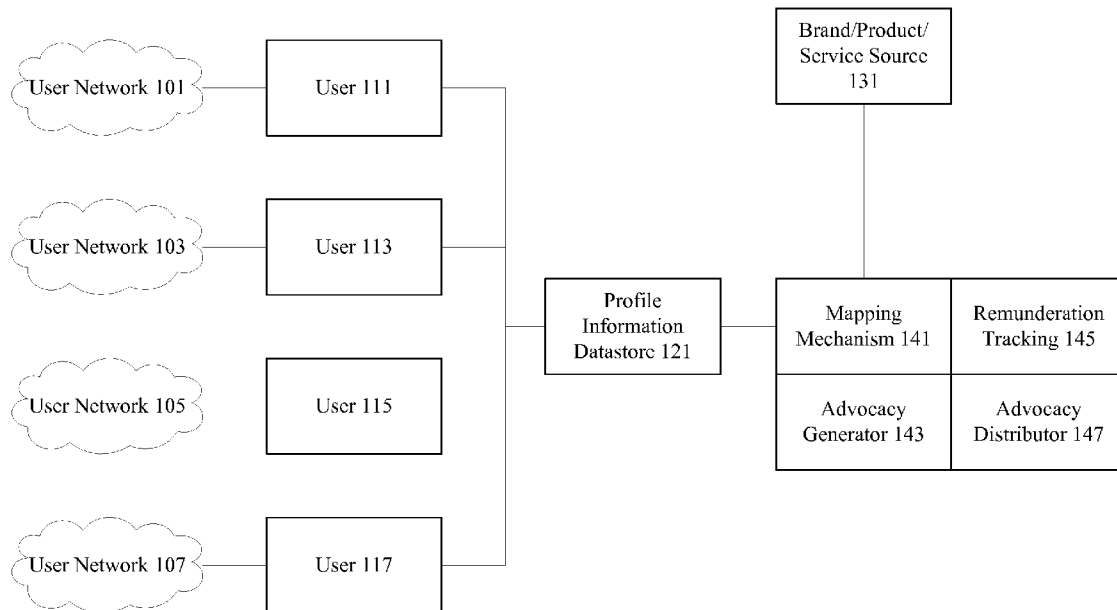 User Network 101
User 111
Brand/Product/
Service Source
131
User Network 103
User 113
Profile
Information
Datastore 121
Mapping
Mechanism 141
Remunderation
Tracking 145
User Network 105
User 115
Advocacy
Generator 143
Advocacy
Distributor 147
User Network 107
User 117